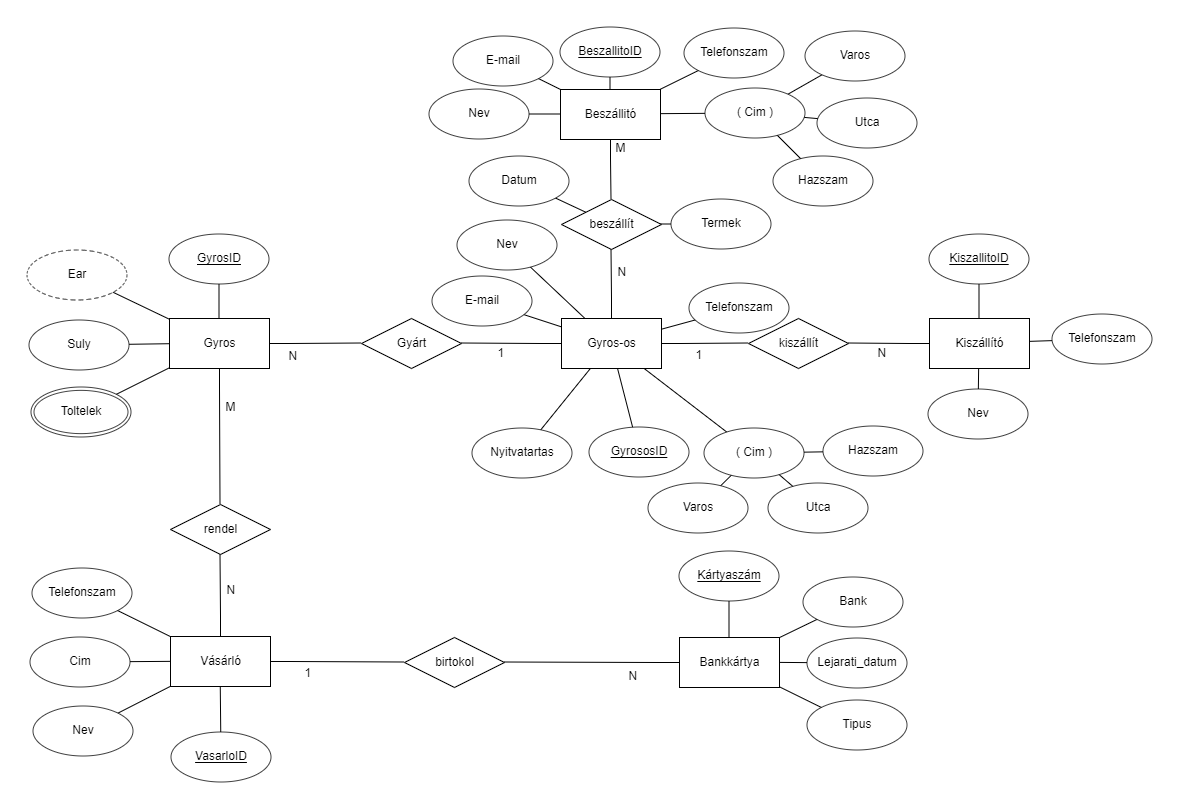 BeszallitoID
Telefonszam
Varos
E-mail
Nev
Beszállító
( Cim )
Utca
M
Datum
Hazszam
beszállít
Termek
Nev
GyrosID
KiszallitoID
Ear
N
E-mail
Telefonszam
Suly
Gyros
N
Gyárt
1
Gyros-os
1
kiszállít
N
Kiszállító
Telefonszam
Toltelek
M
Nev
Nyitvatartas
GyrososID
( Cim )
Hazszam
Varos
Utca
rendel
Kártyaszám
Telefonszam
N
Bank
Cim
Vásárló
1
birtokol
N
Bankkártya
Lejarati_datum
Nev
Tipus
VasarloID